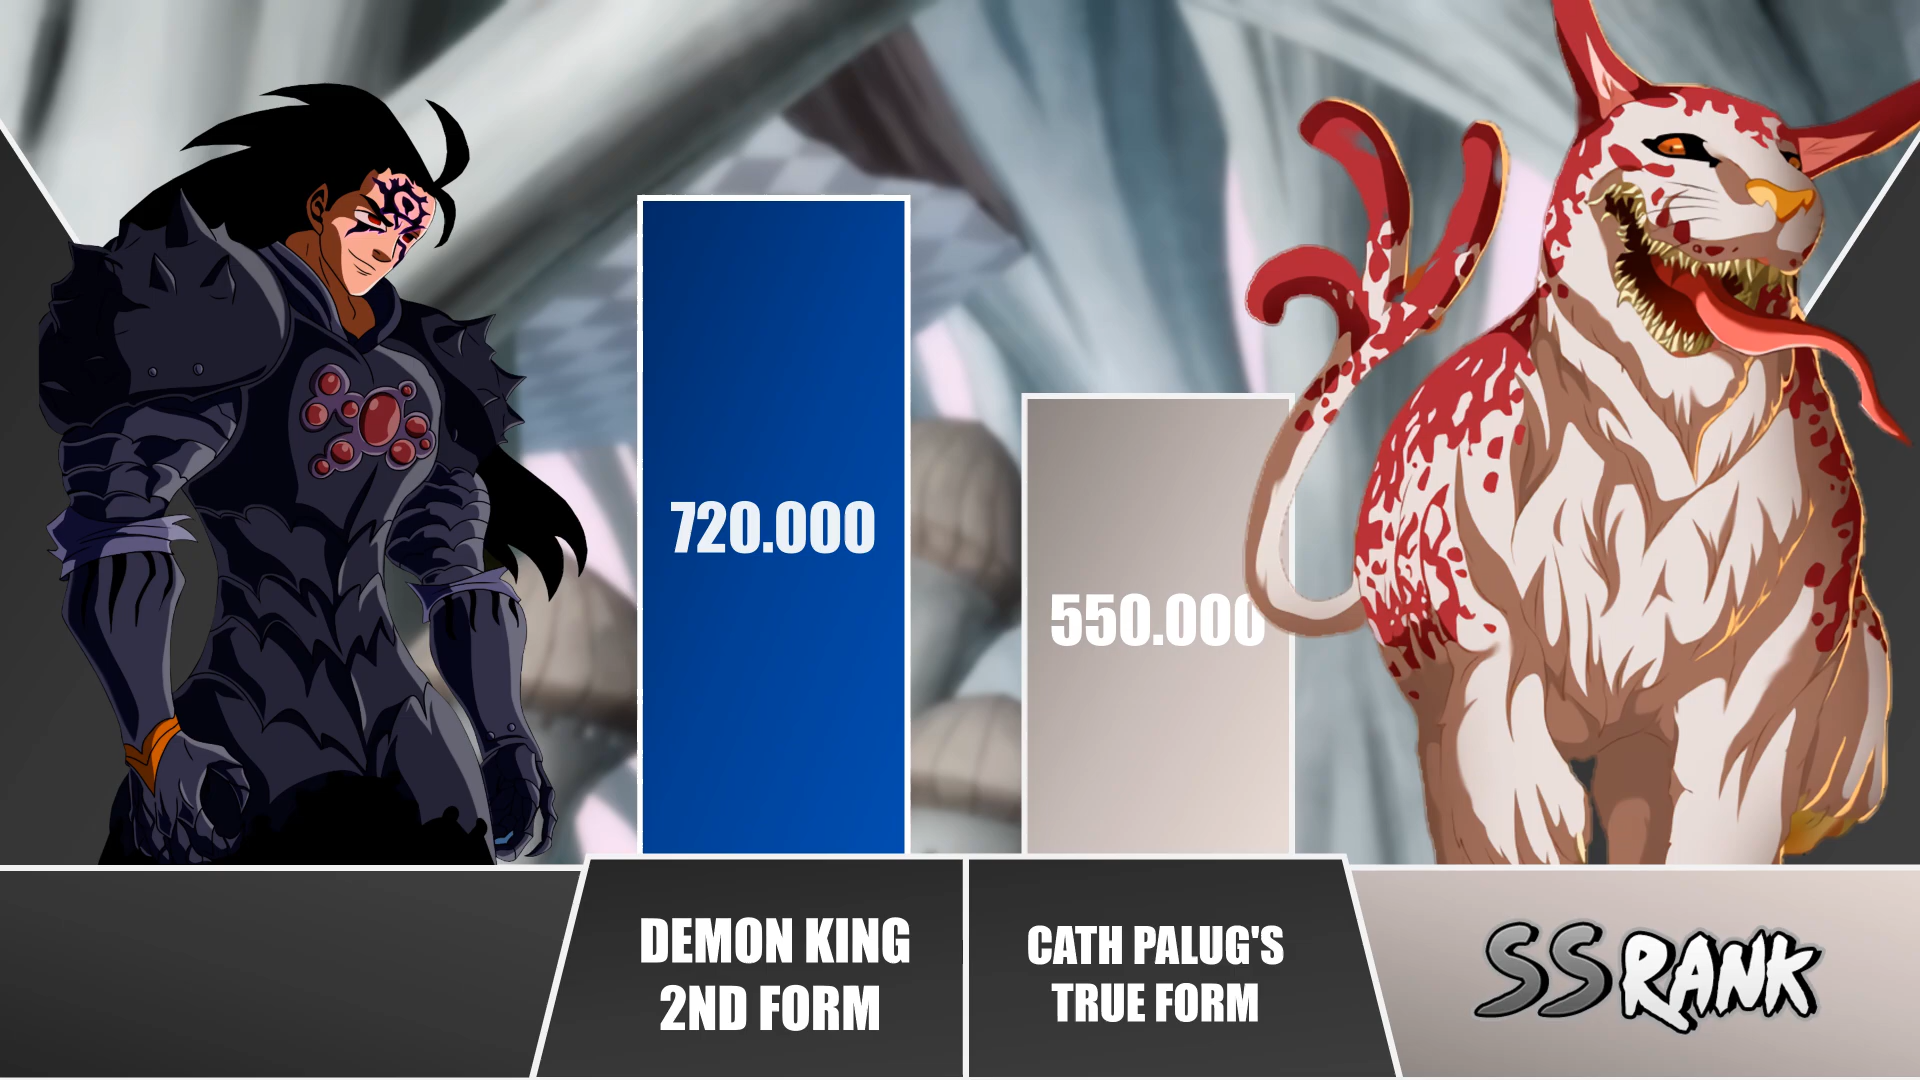 720.000
550.000
DEMON KING
2ND FORM
CATH PALUG'S
TRUE FORM
SS RANK